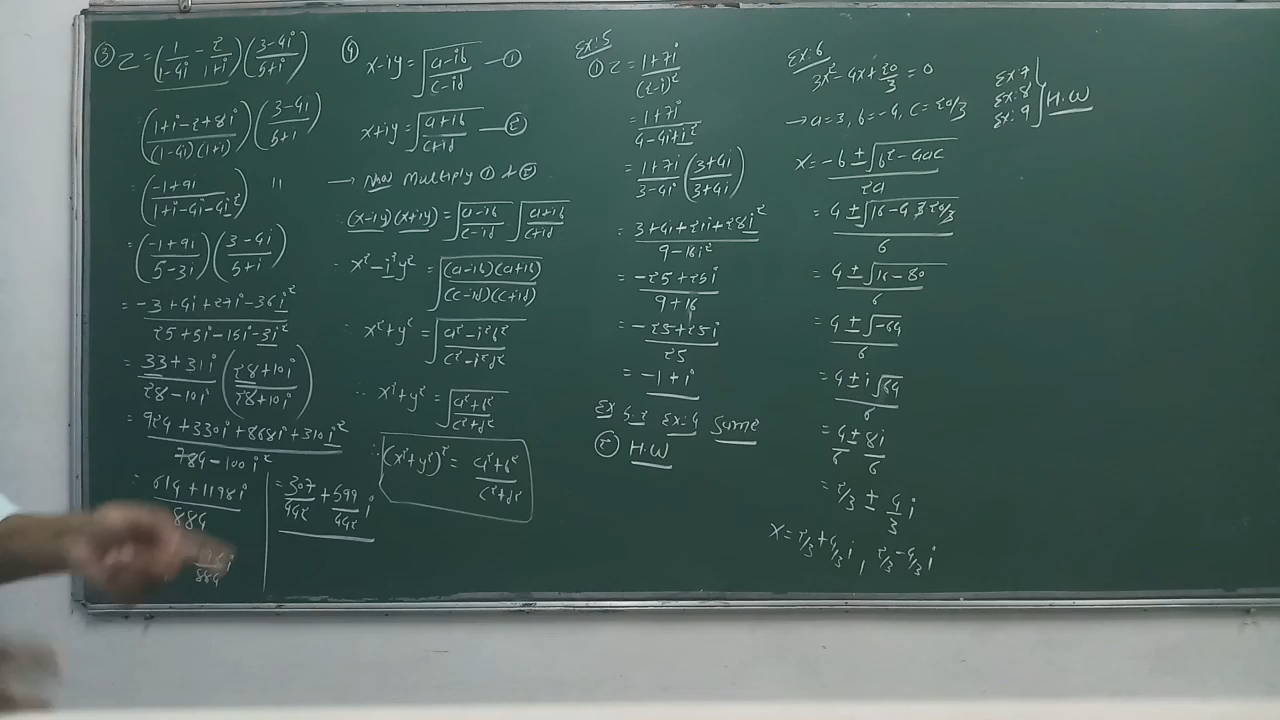 ③ Z = (1/(1-4i) - 2/(1+i)) ((3-4i)/(5+i))
= ((1+i-2+8i)/((1-4i)(1+i))) ((3-4i)/(5+i))
= ((-1+9i)/(1+i-4i-4i²)) "
= ((-1+9i)/(5-3i)) ((3-4i)/(5+i))
= (-3+4i+27i-36i²)/(25+5i-15i-3i²)
= (33+31i)/(28-10i) ((28+10i)/(28+10i))
= (924+330i+868i+310i²)/(784-100i²)
= (614+1198i)/884
= 307/442 + 599/442 i
④ x-iy = √((a-ib)/(c-id)) — ①
x+iy = √((a+ib)/(c+id)) — ②
→ Now Multiply ① & ②
∴ (x-iy)(x+iy) = √((a-ib)/(c-id)) √((a+ib)/(c+id))
∴ x²-i²y² = √(((a-ib)(a+ib))/((c-id)(c+id)))
∴ x²+y² = √((a²-i²b²)/(c²-i²d²))
∴ x²+y² = √((a²+b²)/(c²+d²))
∴ (x²+y²)² = (a²+b²)/(c²+d²)
Ex:5
① Z = (1+7i)/(2-i)²
= (1+7i)/(4-4i+i²)
= (1+7i)/(3-4i) ((3+4i)/(3+4i))
= (3+4i+21i+28i²)/(9-16i²)
= (-25+25i)/(9+16)
= (-25+25i)/25
= -1+i
Ex 5.2 Ex:4 Same
② H.W
Ex:6
3x²-4x+20/3 = 0
→ a=3, b=-4, c=20/3
x = (-b ± √(b²-4ac))/2a
= (4 ± √(16-4·3·20/3))/6
= (4 ± √(16-80))/6
= (4 ± √-64)/6
= (4 ± i√64)/6
= 4/6 ± 8i/6
= 2/3 ± 4/3 i
x = 2/3+4/3 i, 2/3-4/3 i
Ex:7
Ex:8
Ex:9
H.W